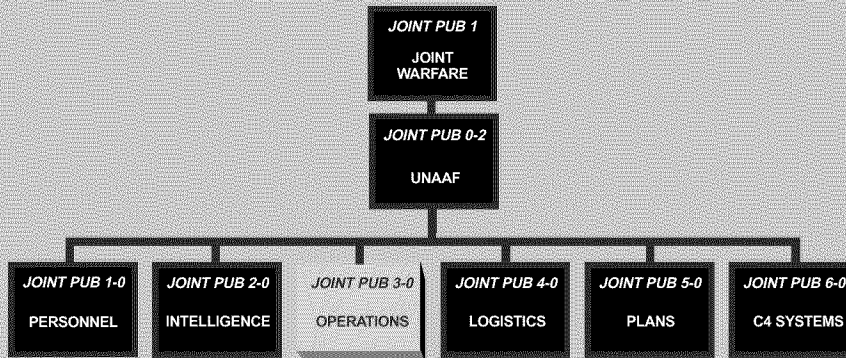 JOINT PUB 1
JOINT
WARFARE
JOINT PUB 0-2
UNAAF
JOINT PUB 1-0
PERSONNEL
JOINT PUB 2-0
INTELLIGENCE
JOINT PUB 3-0
OPERATIONS
JOINT PUB 4-0
LOGISTICS
JOINT PUB 5-0
PLANS
JOINT PUB 6-0
C4 SYSTEMS